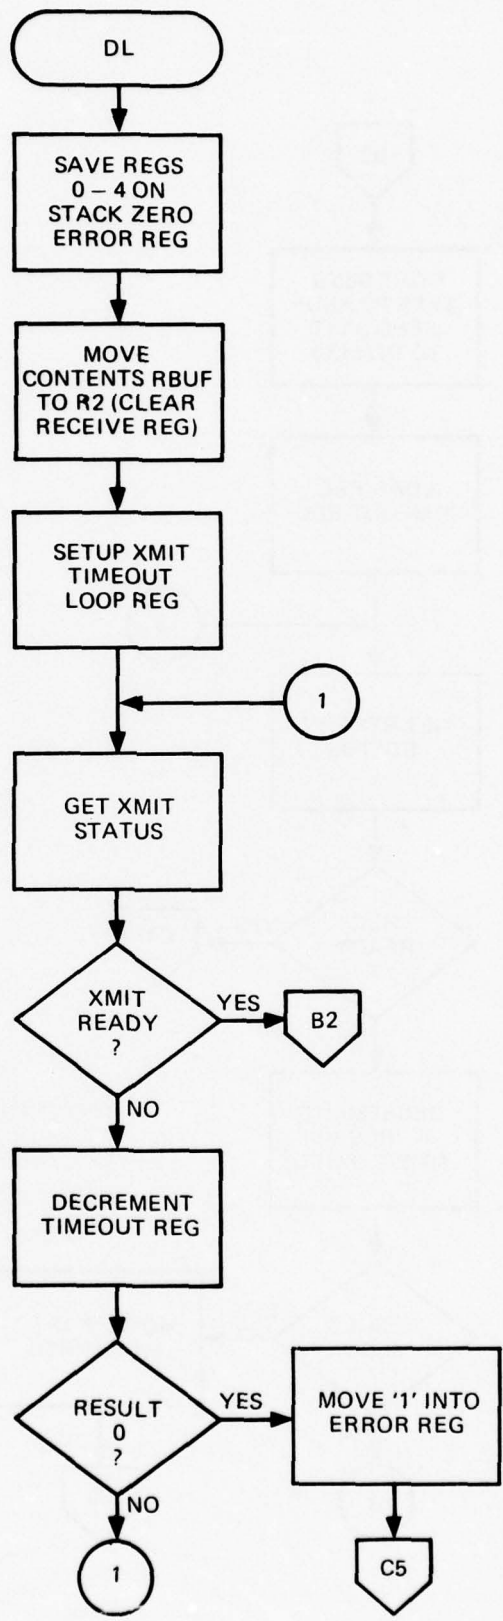 DL
SAVE REGS
0 – 4 ON
STACK ZERO
ERROR REG
MOVE
CONTENTS RBUF
TO R2 (CLEAR
RECEIVE REG)
SETUP XMIT
TIMEOUT
LOOP REG
1
GET XMIT
STATUS
XMIT
READY
?
YES
B2
NO
DECREMENT
TIMEOUT REG
RESULT
0
?
YES
MOVE ‘1’ INTO
ERROR REG
NO
1
C5